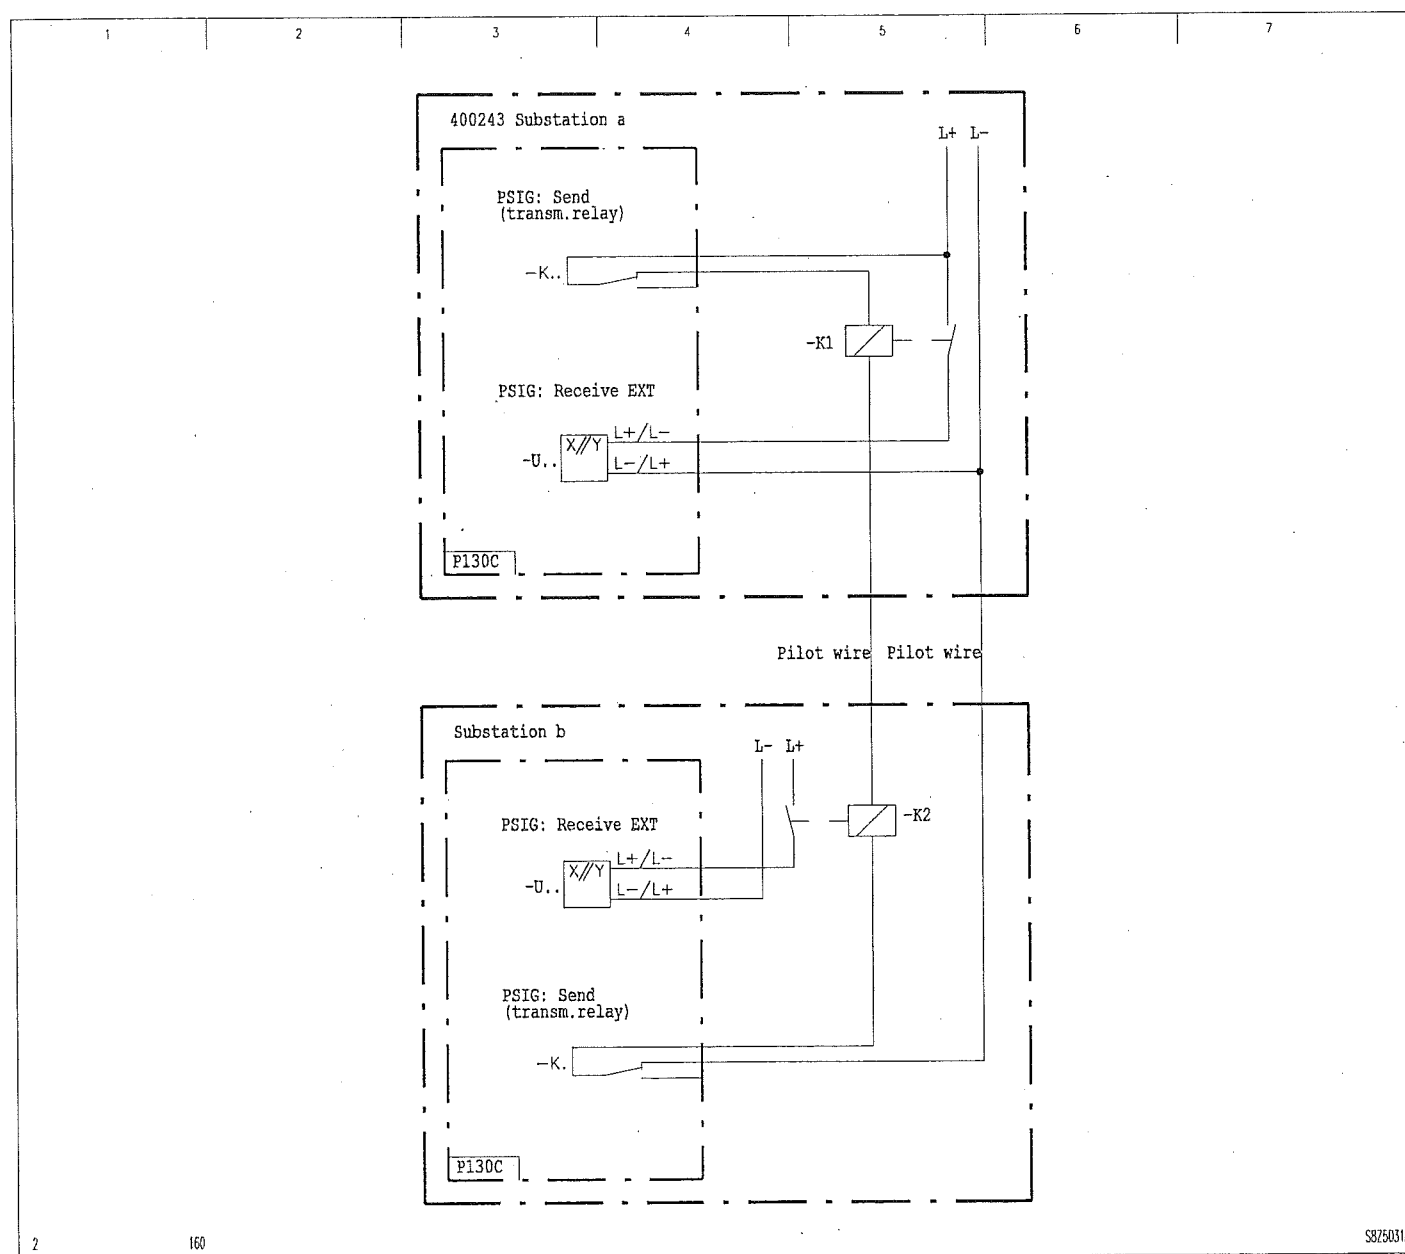 1 2 3 4 5 6 7
400243 Substation a
L+ L-
PSIG: Send
(transm.relay)
-K..
-K1
PSIG: Receive EXT
X//Y
L+/L-
-U..
L-/L+
P130C
Pilot wire Pilot wire
Substation b
L- L+
-K2
PSIG: Receive EXT
X//Y
L+/L-
-U..
L-/L+
PSIG: Send
(transm.relay)
-K.
P130C
2 160 S8Z5031